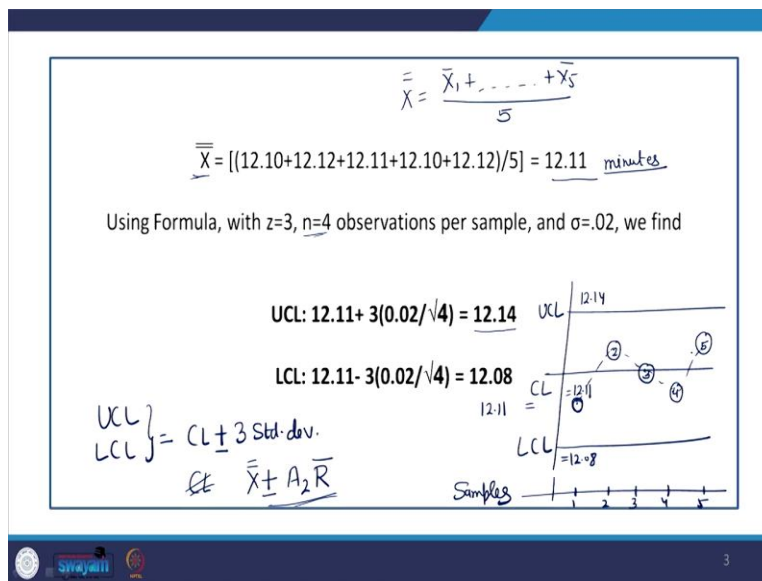 X̿ = X̄₁ + ...... + X̄₅
5
X̿ = [(12.10+12.12+12.11+12.10+12.12)/5] = 12.11 minutes
Using Formula, with z=3, n=4 observations per sample, and σ=.02, we find
UCL: 12.11+ 3(0.02/√4) = 12.14
LCL: 12.11- 3(0.02/√4) = 12.08
UCL
LCL } = CL ± 3 Std. dev.
X̿ ± A₂R̄
UCL 12.14
2 5
3
CL =12.11 4
12.11 =
1
LCL =12.08
Samples
1 2 3 4 5
swayam
3